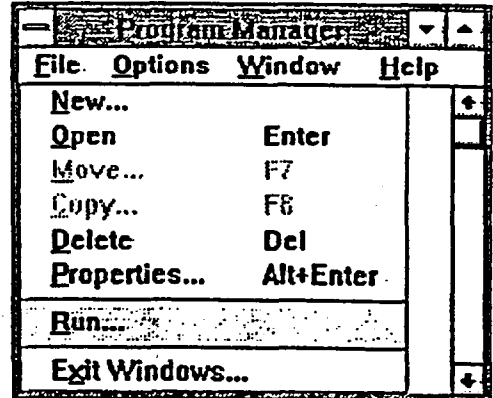 Program Manager
File Options Window Help
New...
Open Enter
Move... F7
Copy... F8
Delete Del
Properties... Alt+Enter
Run...
Exit Windows...